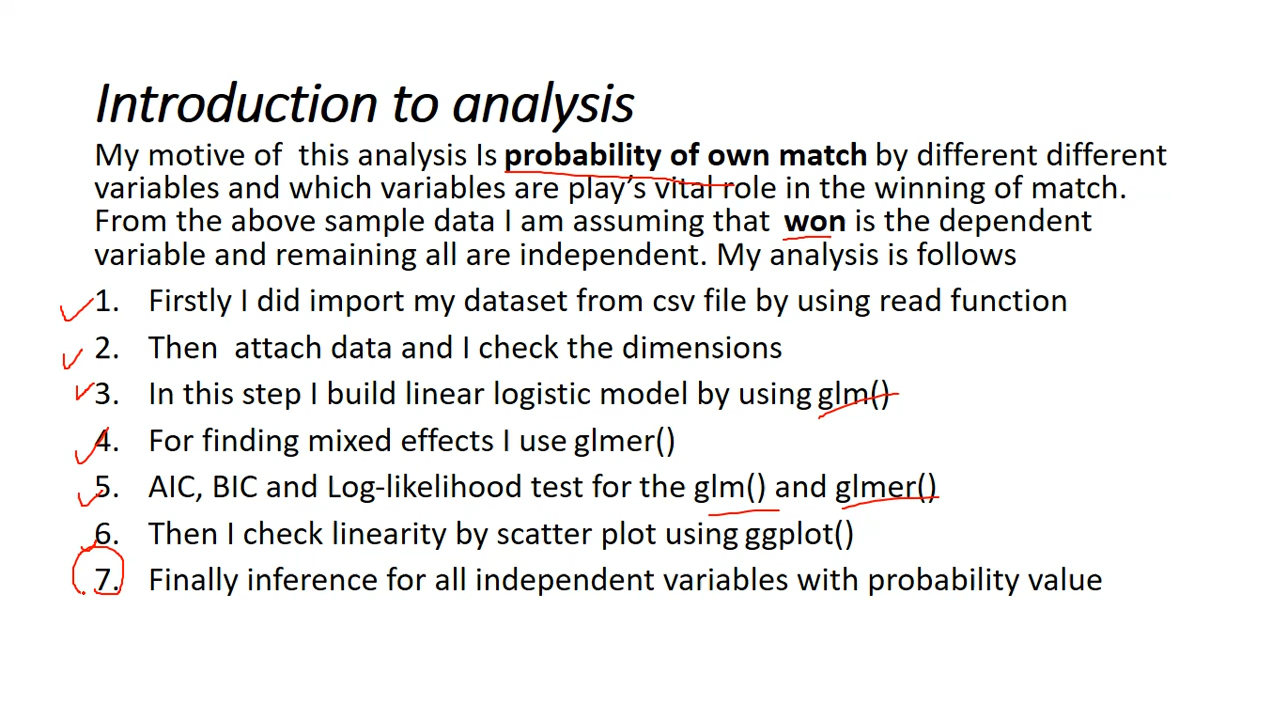 Introduction to analysis
My motive of this analysis Is probability of own match by different different
variables and which variables are play's vital role in the winning of match.
From the above sample data I am assuming that won is the dependent
variable and remaining all are independent. My analysis is follows
1. Firstly I did import my dataset from csv file by using read function
2. Then attach data and I check the dimensions
3. In this step I build linear logistic model by using glm()
4. For finding mixed effects I use glmer()
5. AIC, BIC and Log-likelihood test for the glm() and glmer()
6. Then I check linearity by scatter plot using ggplot()
7. Finally inference for all independent variables with probability value